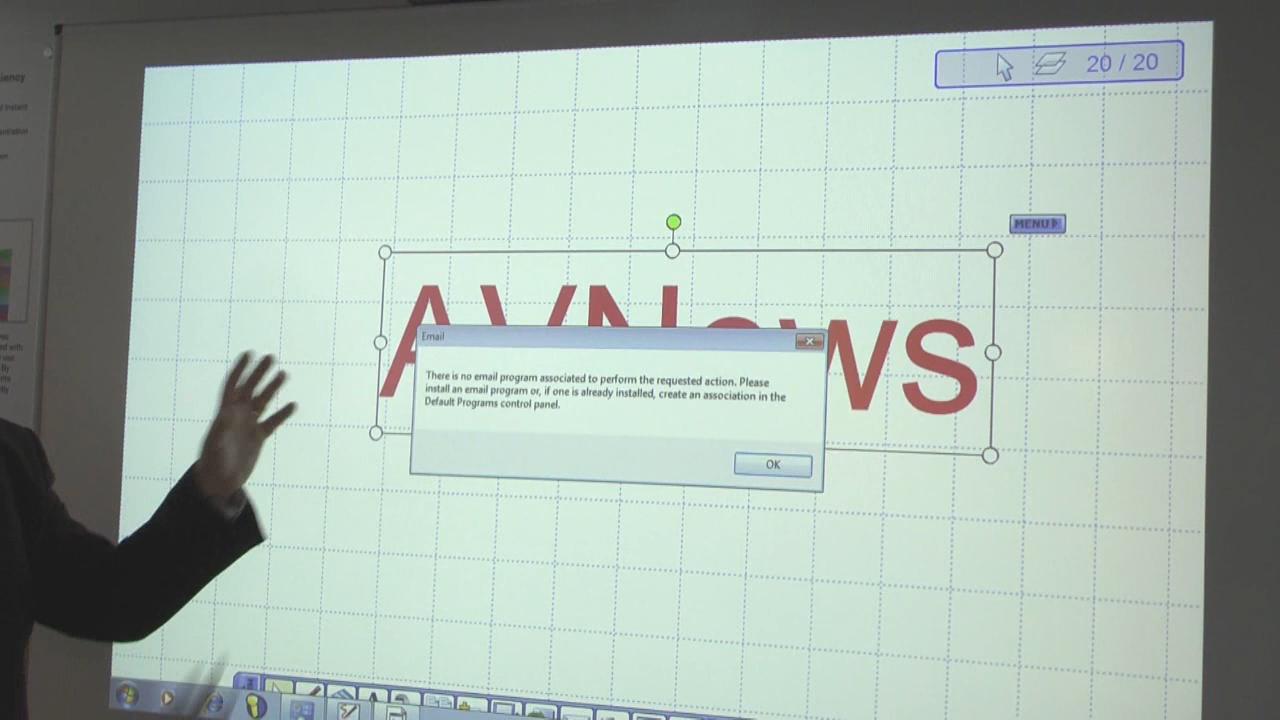 iency
20 / 20
MENU
AVNews
Email
There is no email program associated to perform the requested action. Please
install an email program or, if one is already installed, create an association in the
Default Programs control panel.
OK